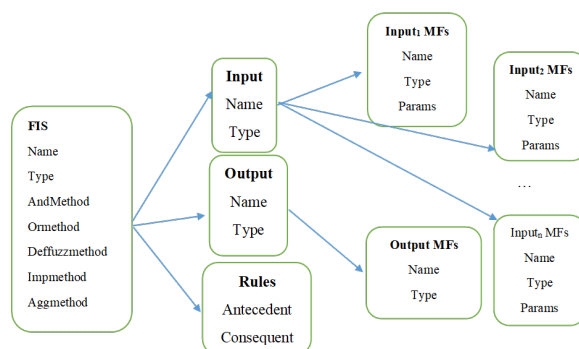 FIS
Name
Type
AndMethod
Ormethod
Deffuzzmethod
Impmethod
Aggmethod
Input
Name
Type
Output
Name
Type
Rules
Antecedent
Consequent
Input₁ MFs
Name
Type
Params
Input₂ MFs
Name
Type
Params
...
Inputₙ MFs
Name
Type
Params
Output MFs
Name
Type